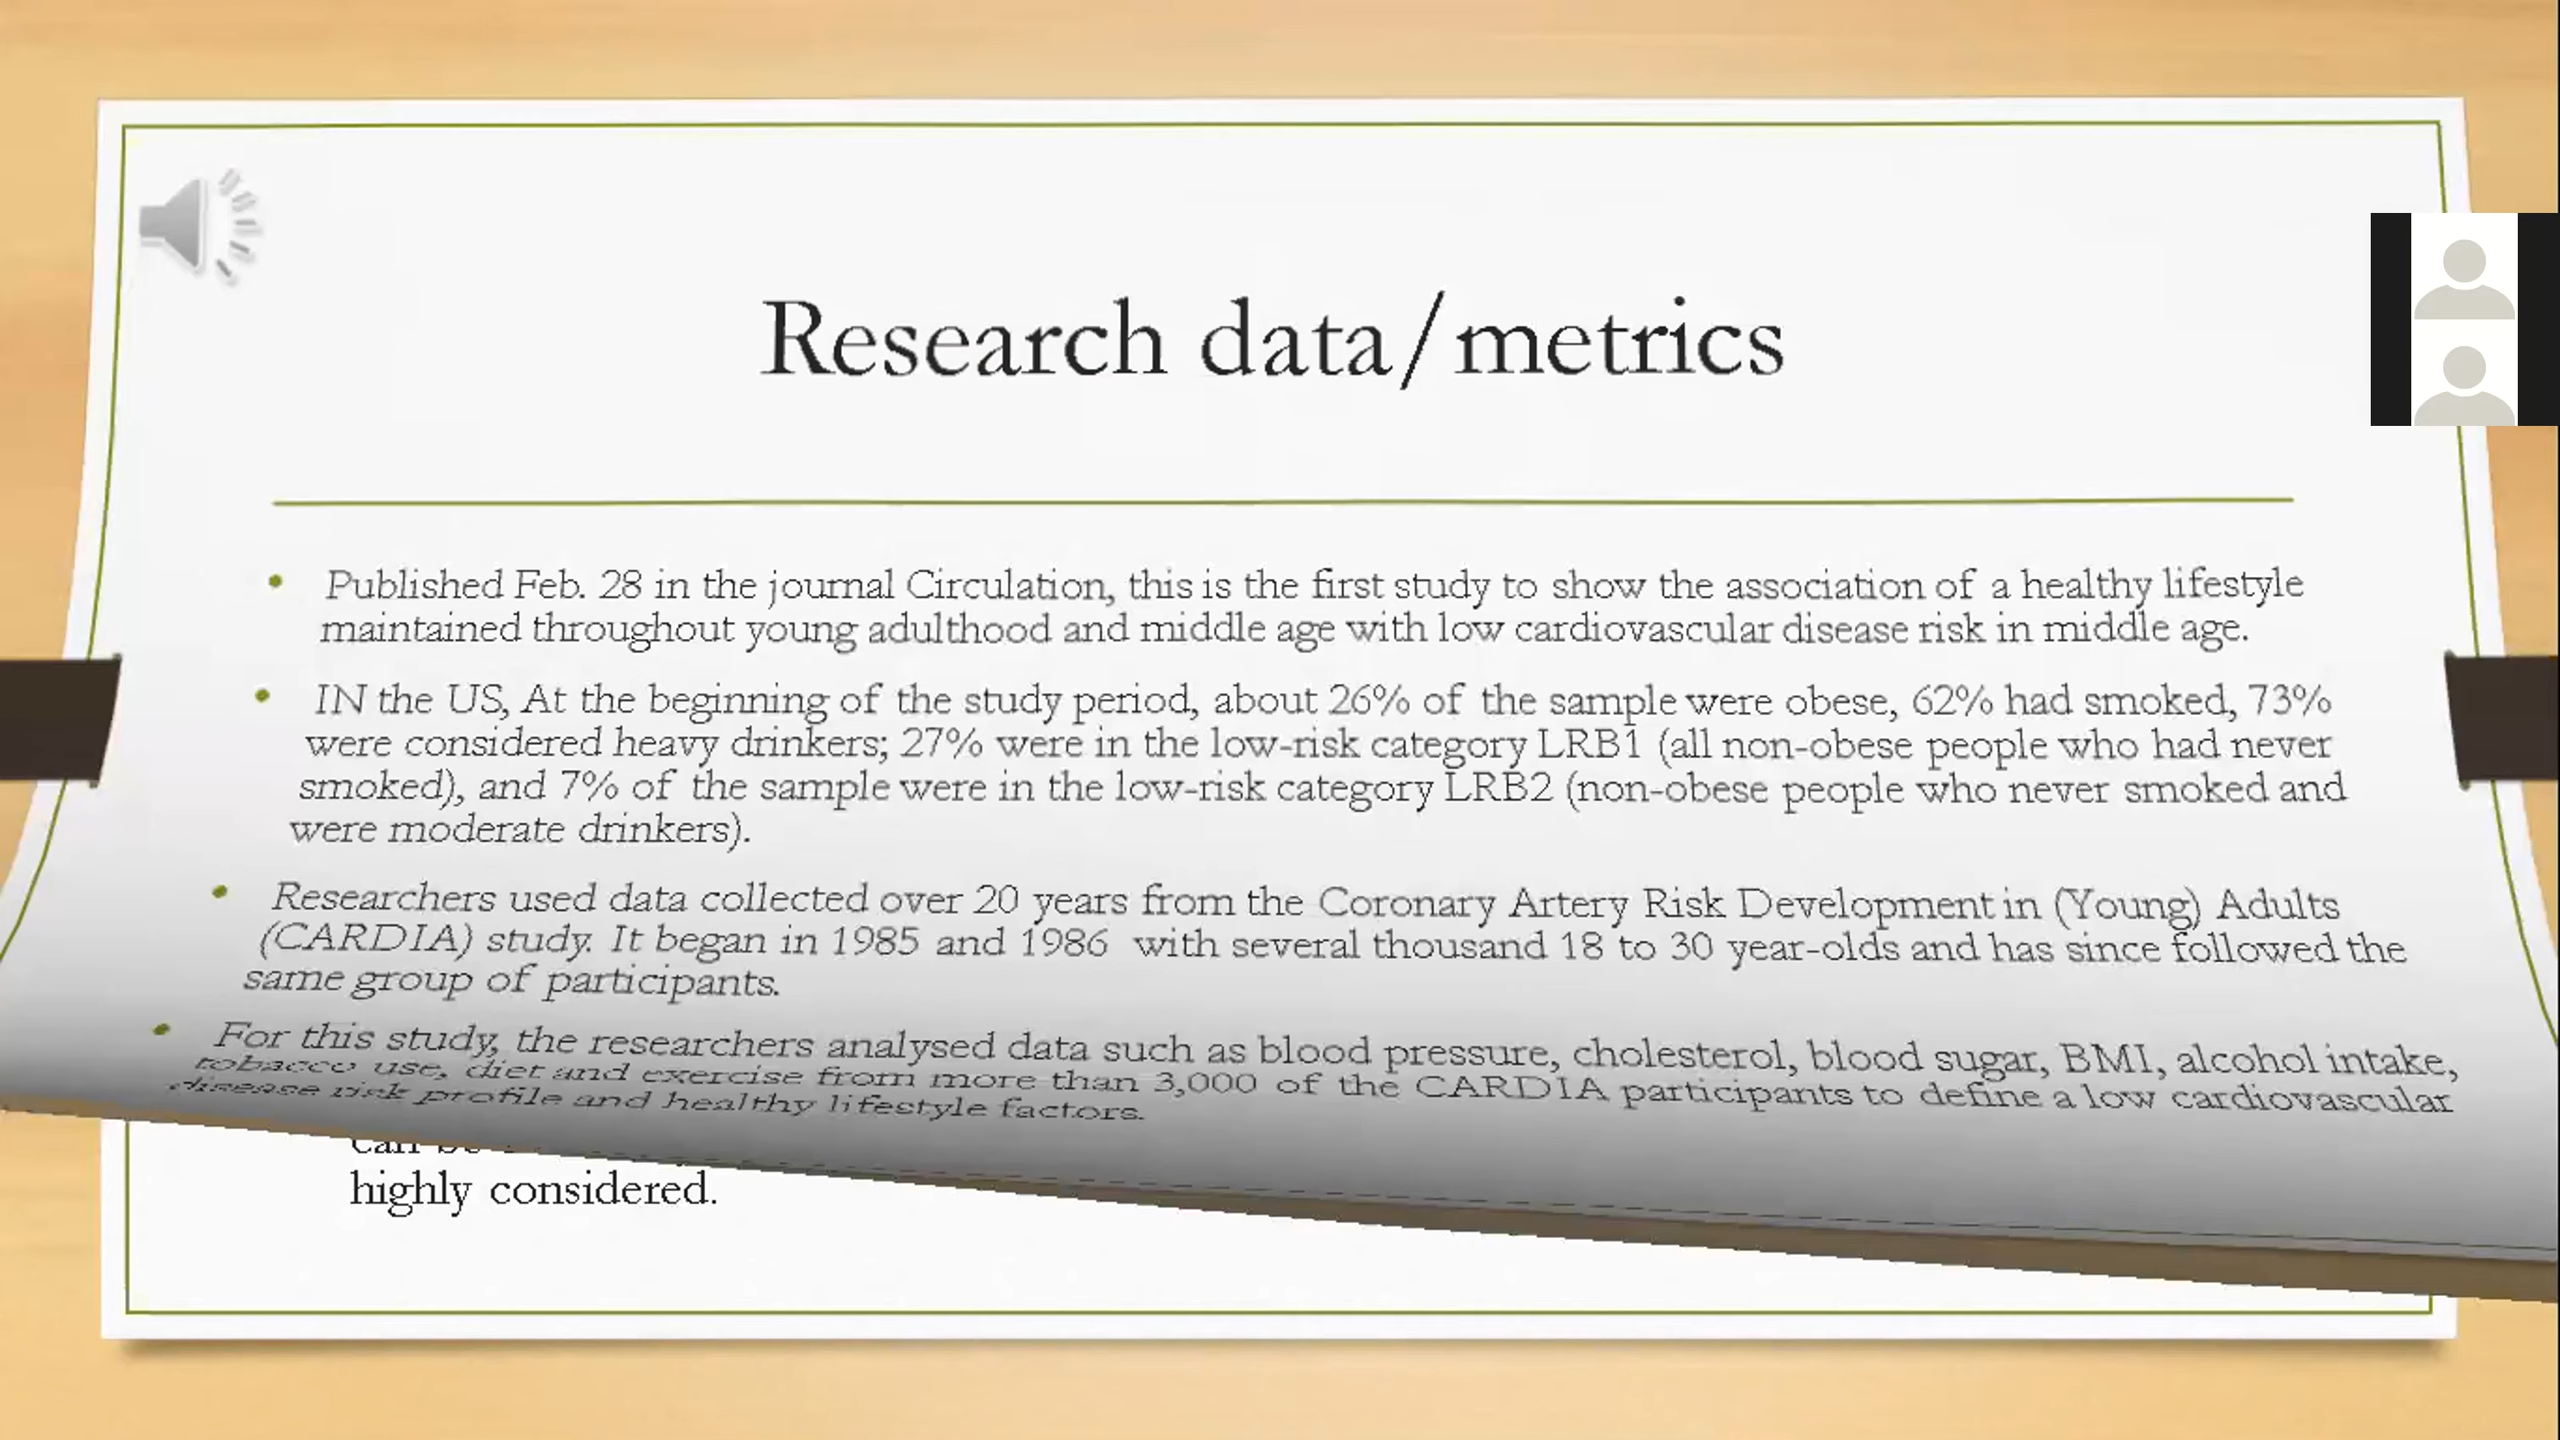 Research data/metrics
• Published Feb. 28 in the journal Circulation, this is the first study to show the association of a healthy lifestyle
maintained throughout young adulthood and middle age with low cardiovascular disease risk in middle age.
• IN the US, At the beginning of the study period, about 26% of the sample were obese, 62% had smoked, 73%
were considered heavy drinkers; 27% were in the low-risk category LRB1 (all non-obese people who had never
smoked), and 7% of the sample were in the low-risk category LRB2 (non-obese people who never smoked and
were moderate drinkers).
• Researchers used data collected over 20 years from the Coronary Artery Risk Development in (Young) Adults
(CARDIA) study. It began in 1985 and 1986 with several thousand 18 to 30 year-olds and has since followed the
same group of participants.
• For this study, the researchers analysed data such as blood pressure, cholesterol, blood sugar, BMI, alcohol intake,
tobacco use, diet and exercise from more than 3,000 of the CARDIA participants to define a low cardiovascular
disease risk profile and healthy lifestyle factors.
can
highly considered.